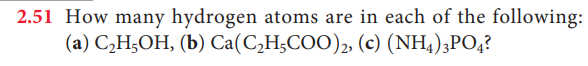 2.51 How many hydrogen atoms are in each of the following:
(a) C₂H₅OH, (b) Ca(C₂H₅COO)₂, (c) (NH₄)₃PO₄?